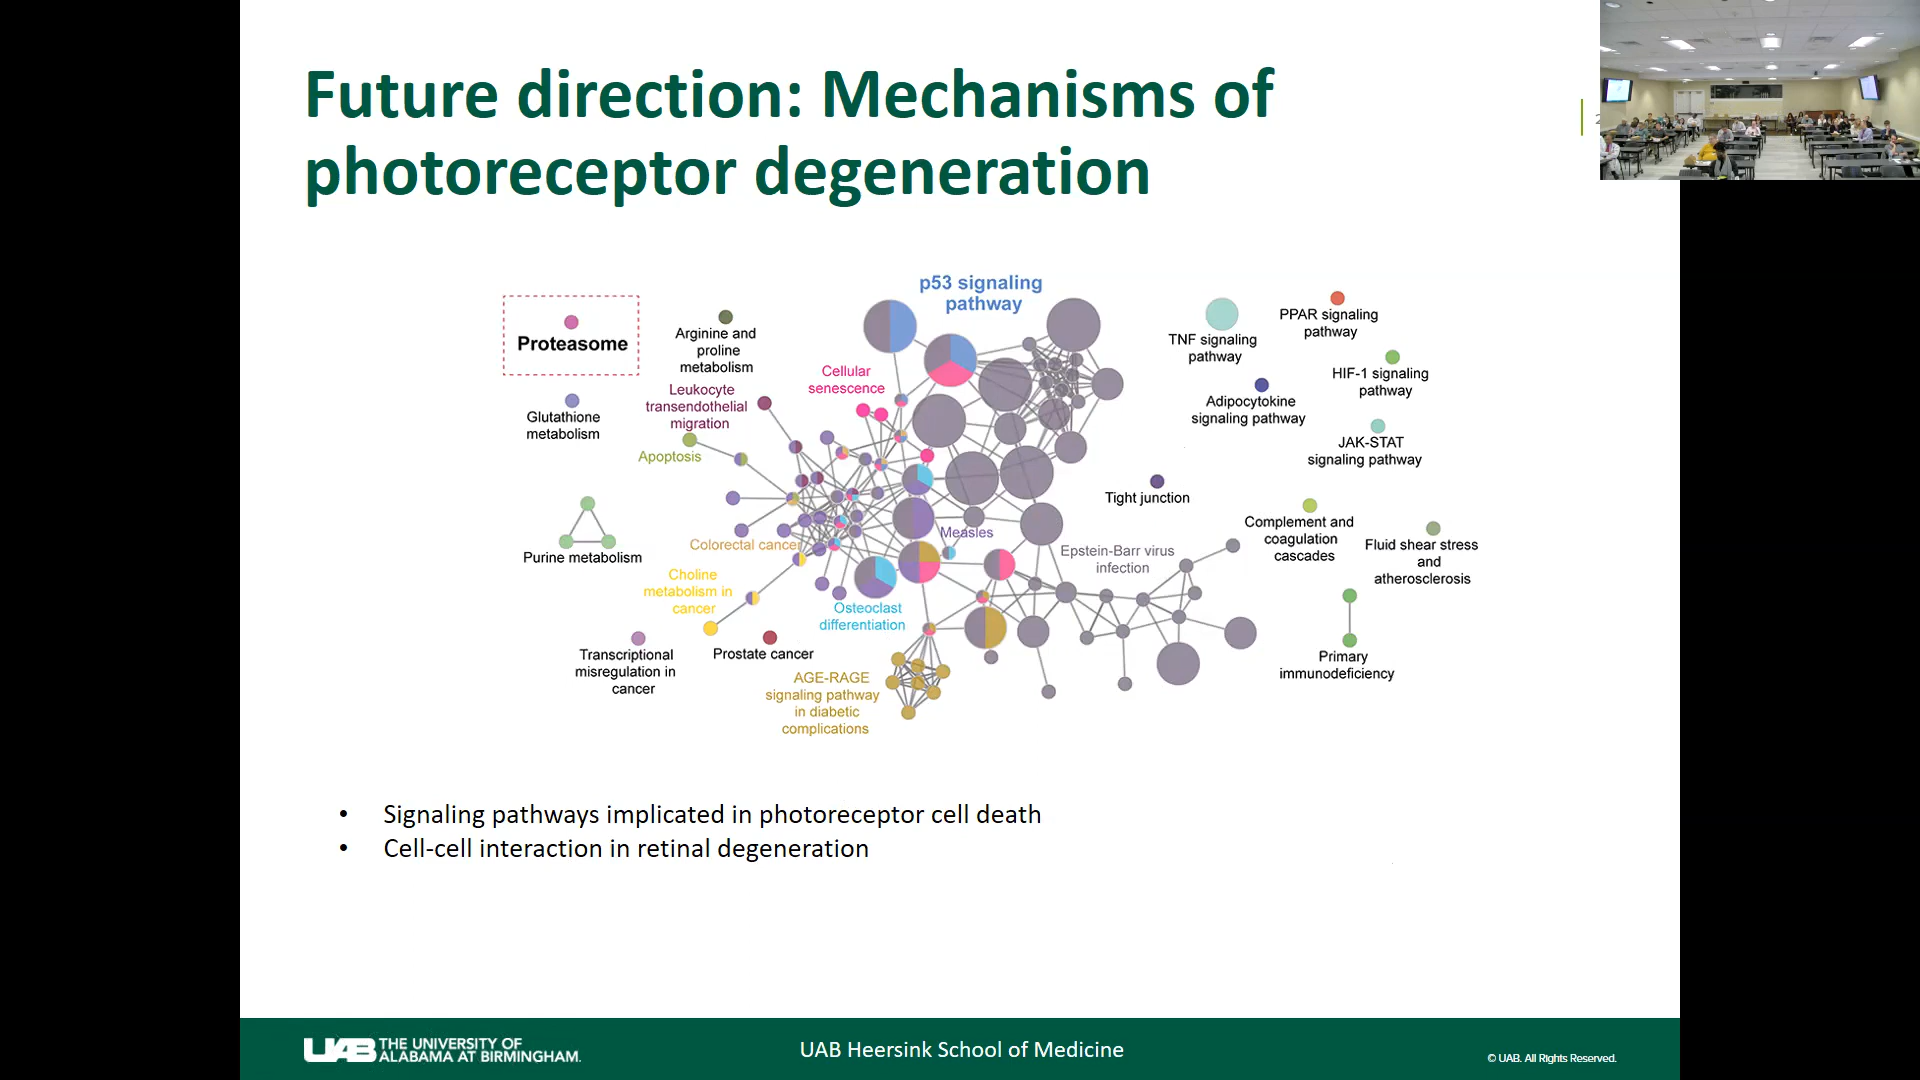 Future direction: Mechanisms of
photoreceptor degeneration
p53 signaling
pathway
Proteasome
Arginine and
proline
metabolism
Glutathione
metabolism
Leukocyte
transendothelial
migration
Apoptosis
Cellular
senescence
TNF signaling
pathway
PPAR signaling
pathway
HIF-1 signaling
pathway
Adipocytokine
signaling pathway
JAK-STAT
signaling pathway
Tight junction
Purine metabolism
Colorectal cancer
Measles
Epstein-Barr virus
infection
Complement and
coagulation
cascades
Fluid shear stress
and
atherosclerosis
Choline
metabolism in
cancer
Osteoclast
differentiation
Transcriptional
misregulation in
cancer
Prostate cancer
AGE-RAGE
signaling pathway
in diabetic
complications
Primary
immunodeficiency
• Signaling pathways implicated in photoreceptor cell death
• Cell-cell interaction in retinal degeneration
UAB THE UNIVERSITY OF
ALABAMA AT BIRMINGHAM.
UAB Heersink School of Medicine
© UAB. All Rights Reserved.